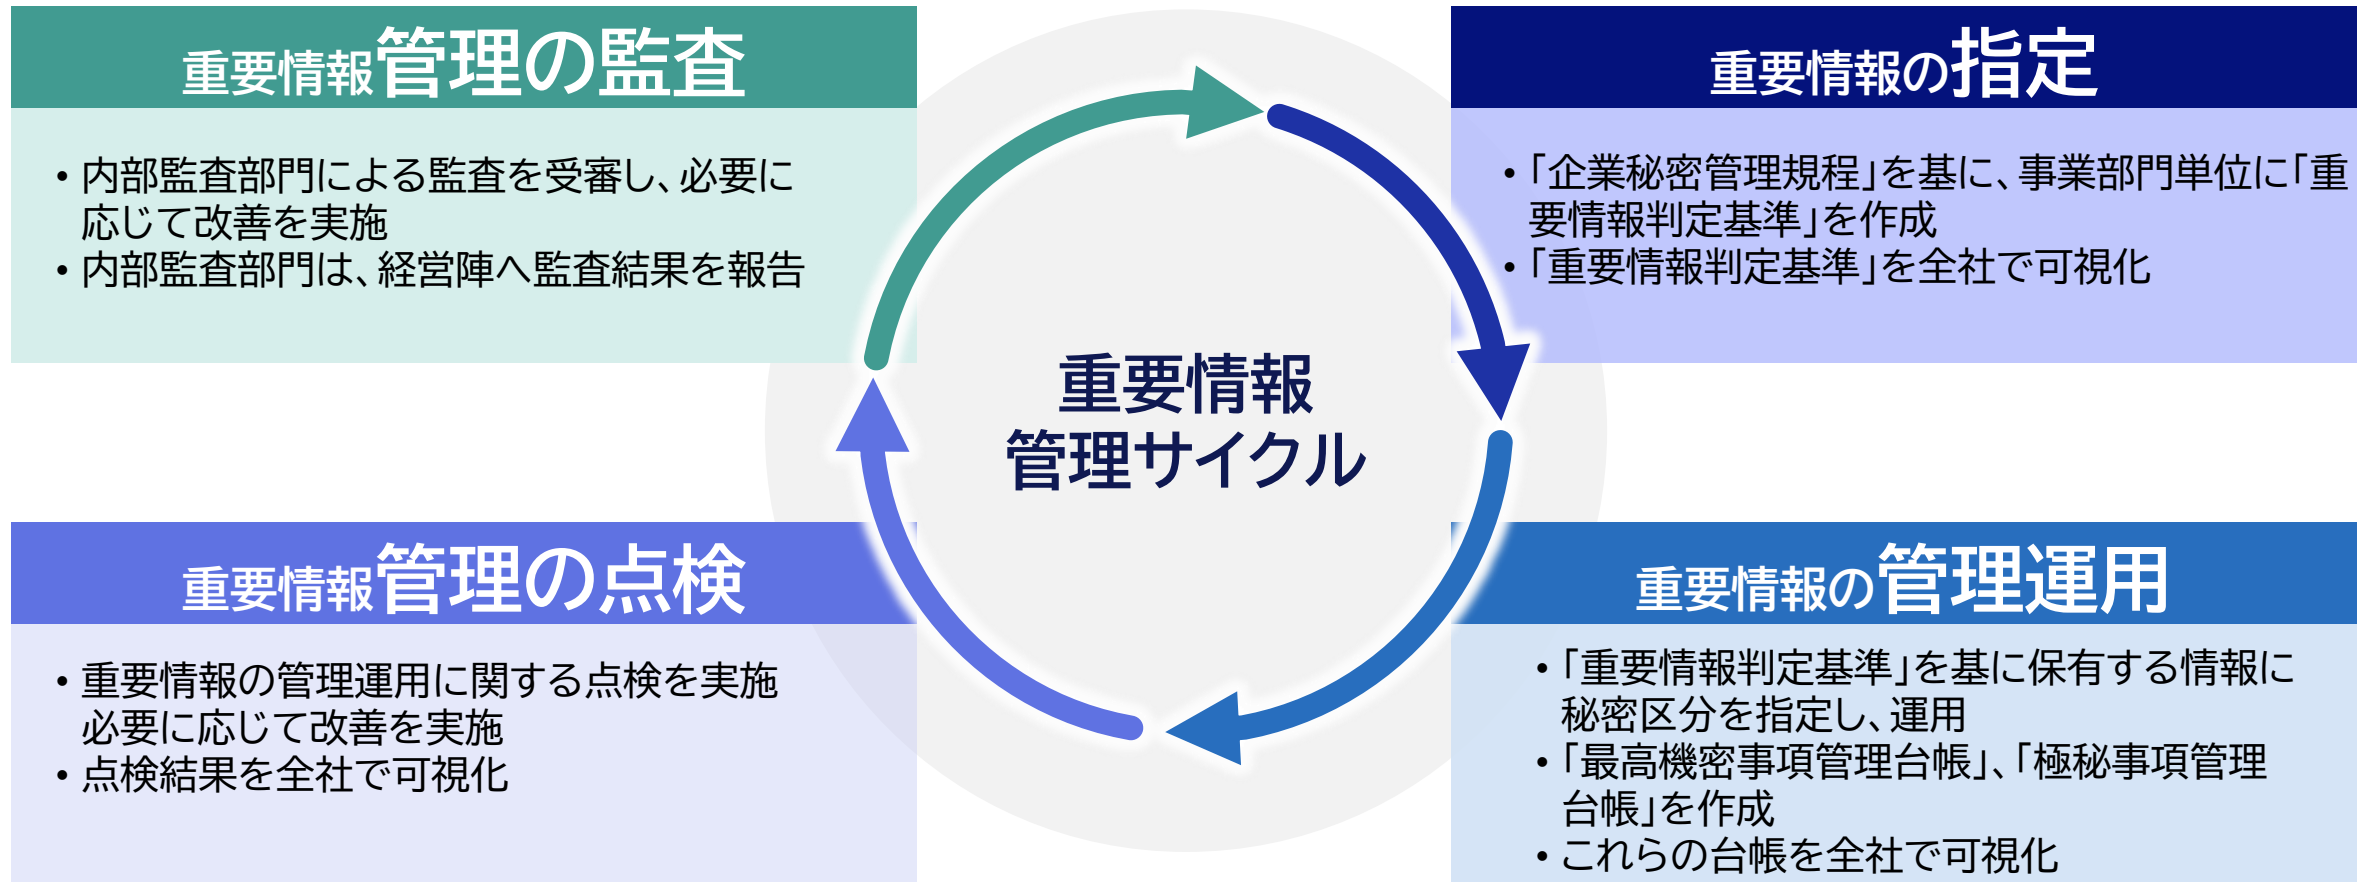 重要情報管理の監査
・内部監査部門による監査を受審し、必要に
応じて改善を実施
・内部監査部門は、経営陣へ監査結果を報告
重要情報の指定
・「企業秘密管理規程」を基に、事業部門単位に「重
要情報判定基準」を作成
・「重要情報判定基準」を全社で可視化
重要情報
管理サイクル
重要情報管理の点検
・重要情報の管理運用に関する点検を実施
必要に応じて改善を実施
・点検結果を全社で可視化
重要情報の管理運用
・「重要情報判定基準」を基に保有する情報に
秘密区分を指定し、運用
・「最高機密事項管理台帳」、「極秘事項管理
台帳」を作成
・これらの台帳を全社で可視化